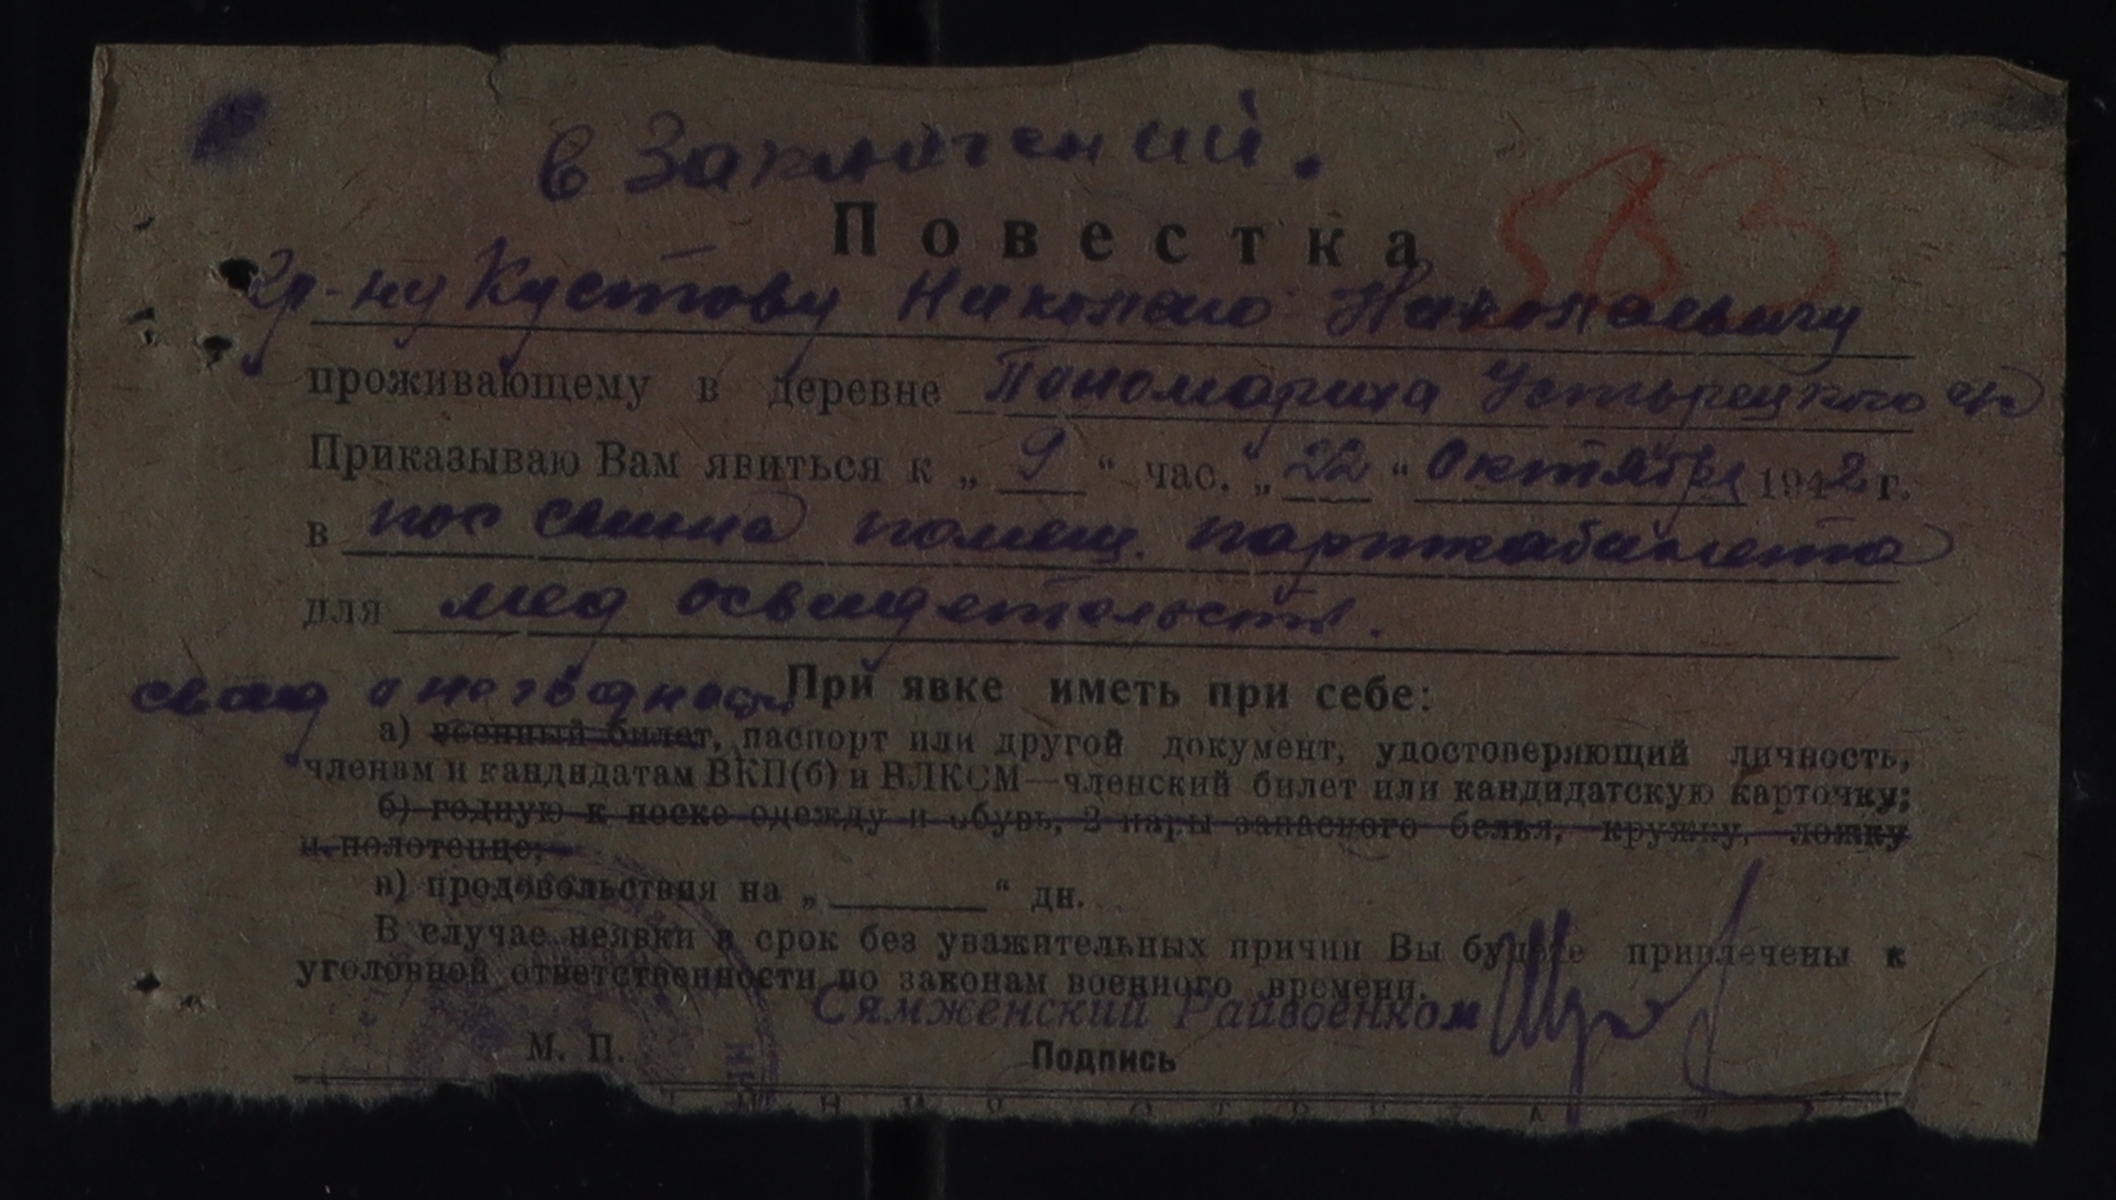 в заключений.
583
Повестка
гр-ну Кустову Николаю Николаевичу
проживающему в деревне Пономариха Устьрецкого с/с
Приказываю Вам явиться к „ 9 “ час. „ 22 “ октября 1942 г.
в пос сямжа помещ. парткабинета
для мед освидетельств.
При явке иметь при себе:
а) военный билет, паспорт или другой документ, удостоверяющий личность,
членам и кандидатам ВКП(б) и ВЛКСМ—членский билет или кандидатскую карточку;
б) годную к носке одежду и обувь, 2 пары запасного белья, кружку, ложку
и полотенце;
в) продовольствия на „ ______ “ дн.
В случае неявки в срок без уважительных причин Вы будете привлечены к
уголовной ответственности по законам военного времени.
Сямженский Райвоенком
М. П. Подпись